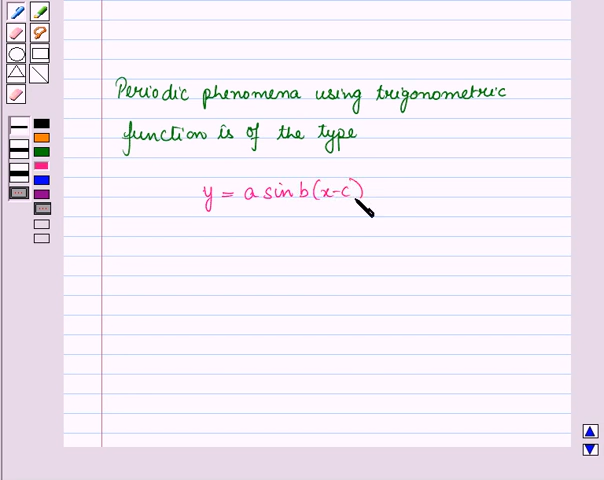 Periodic phenomena using trigonometric
function is of the type
y = a sin b(x-c)